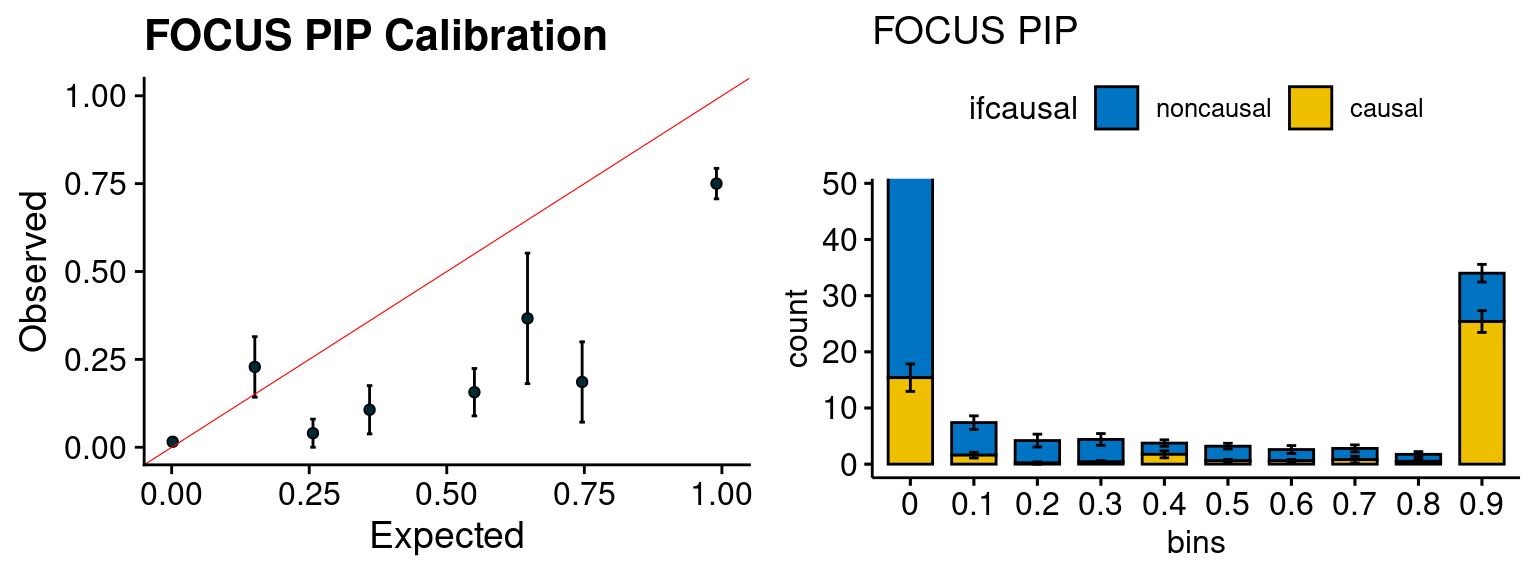 FOCUS PIP Calibration
1.00
0.75
0.50
0.25
0.00
Observed
0.00 0.25 0.50 0.75 1.00
Expected
FOCUS PIP
ifcausal noncausal causal
50
40
30
20
10
0
count
0 0.1 0.2 0.3 0.4 0.5 0.6 0.7 0.8 0.9
bins